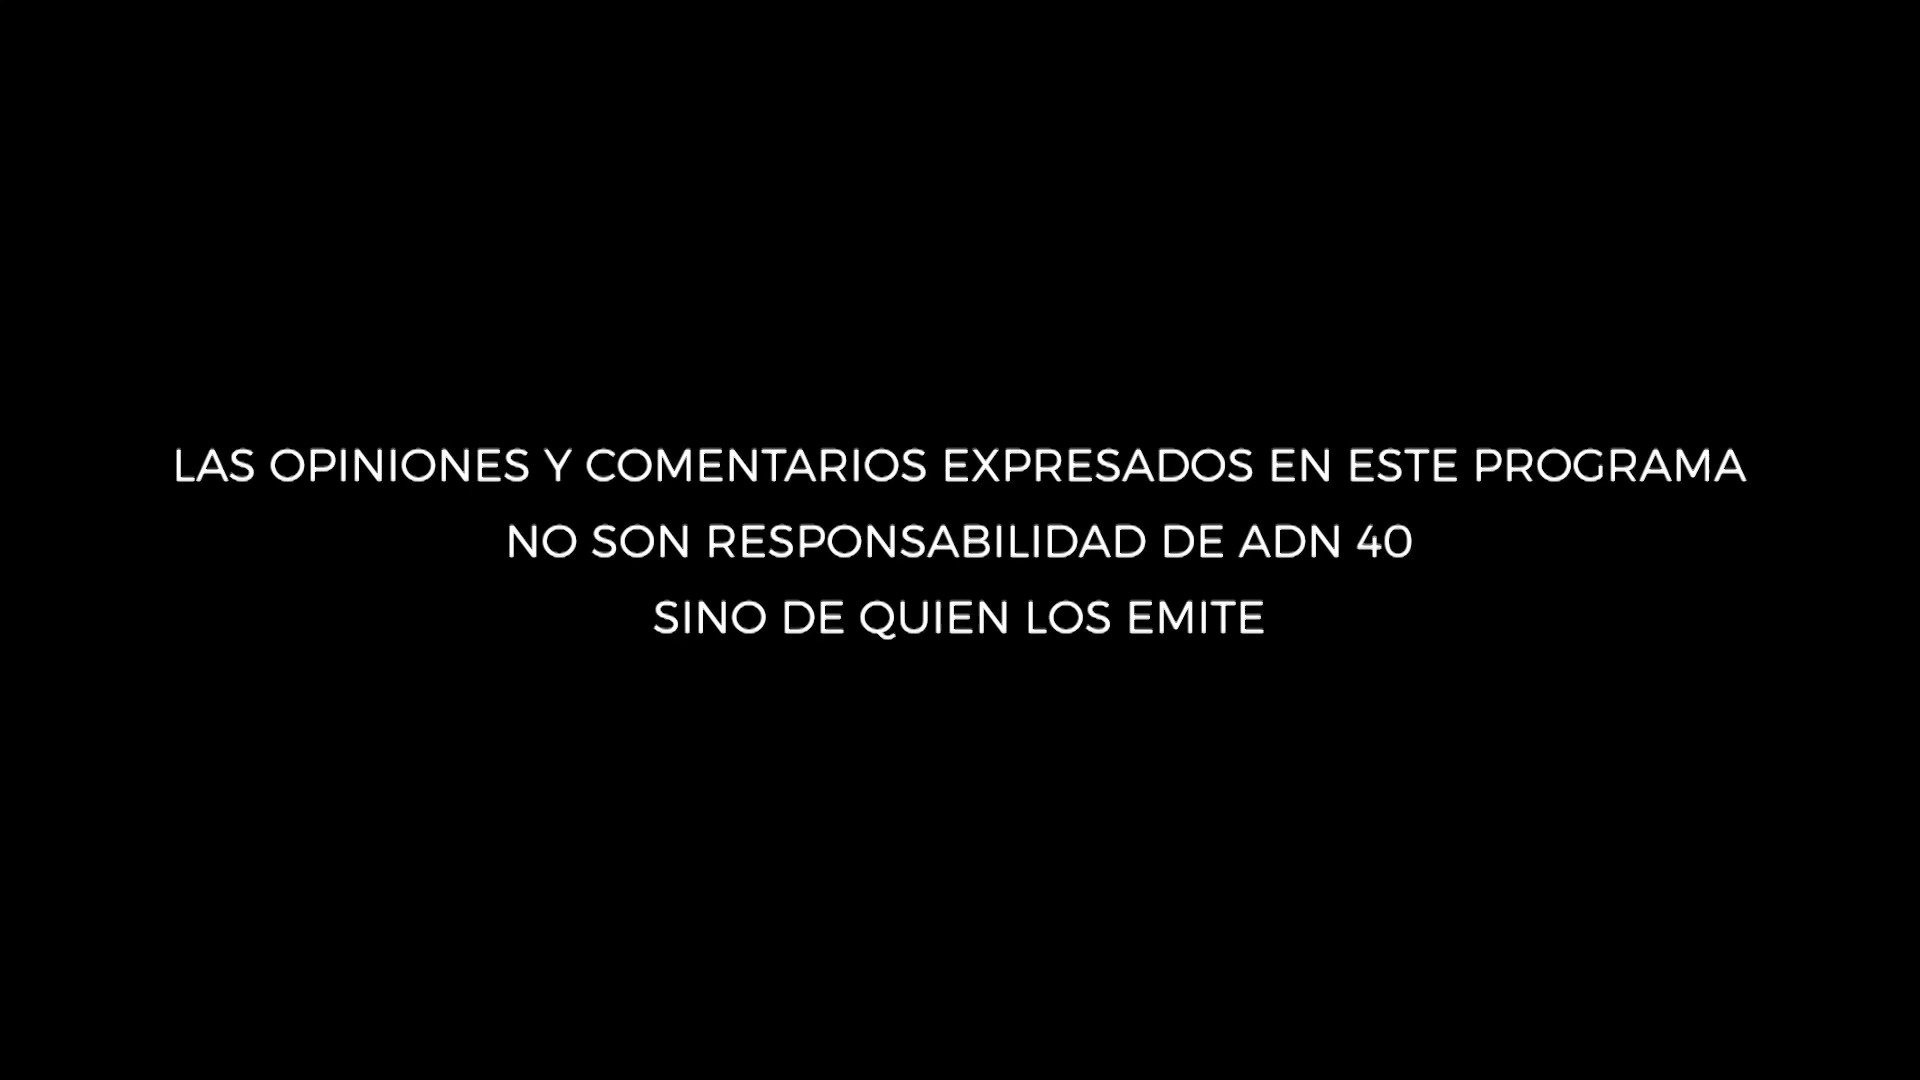 LAS OPINIONES Y COMENTARIOS EXPRESADOS EN ESTE PROGRAMA
NO SON RESPONSABILIDAD DE ADN 40
SINO DE QUIEN LOS EMITE